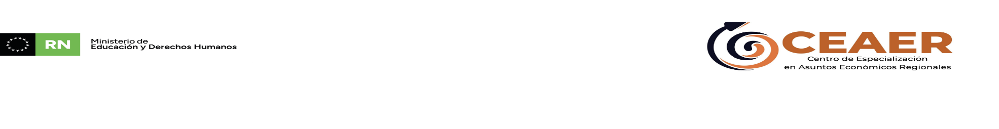 RN
Ministerio de
Educación y Derechos Humanos
CEAER
Centro de Especialización
en Asuntos Económicos Regionales